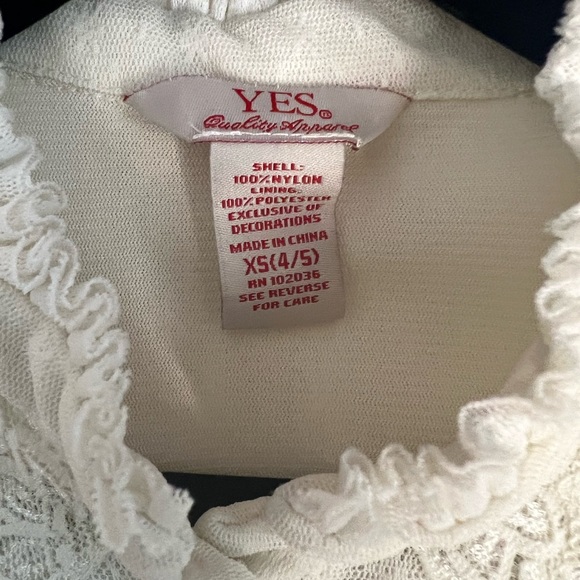 YES®
Quality Apparel
SHELL:
100%NYLON
LINING:
100%POLYESTER
EXCLUSIVE OF
DECORATIONS
MADE IN CHINA
XS(4/5)
RN 102036
SEE REVERSE
FOR CARE